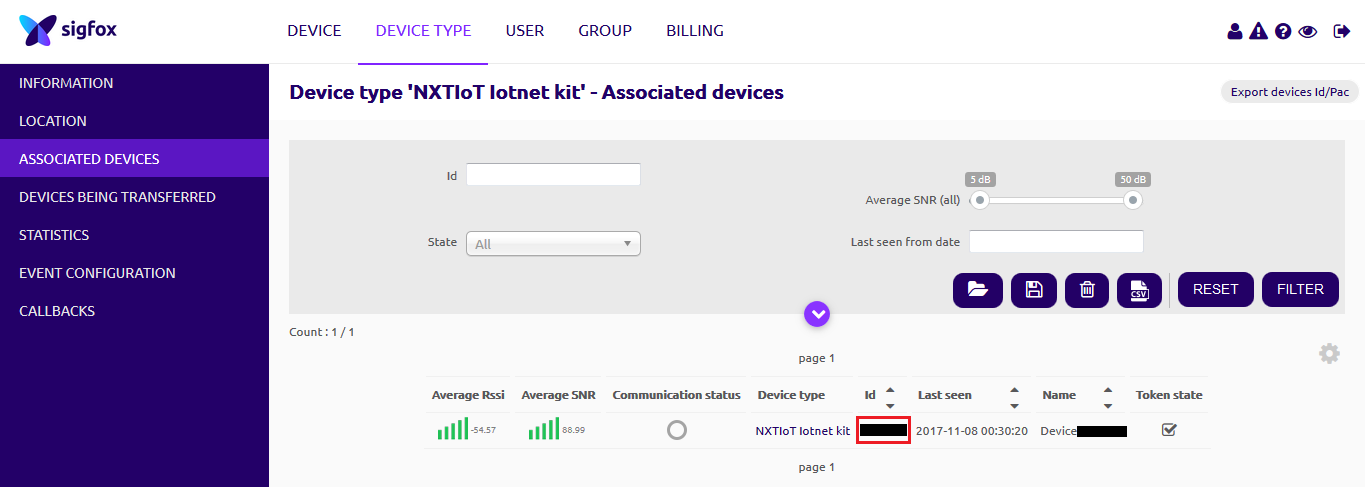 sigfox
DEVICE DEVICE TYPE USER GROUP BILLING
INFORMATION
LOCATION
ASSOCIATED DEVICES
DEVICES BEING TRANSFERRED
STATISTICS
EVENT CONFIGURATION
CALLBACKS
Device type 'NXTIoT Iotnet kit' - Associated devices
Export devices Id/Pac
Id
5 dB 50 dB
Average SNR (all)
State All
Last seen from date
CSV RESET FILTER
Count : 1 / 1
page 1
Average Rssi Average SNR Communication status Device type Id Last seen Name Token state
-54.57 88.99 NXTIoT Iotnet kit 2017-11-08 00:30:20 Device
page 1